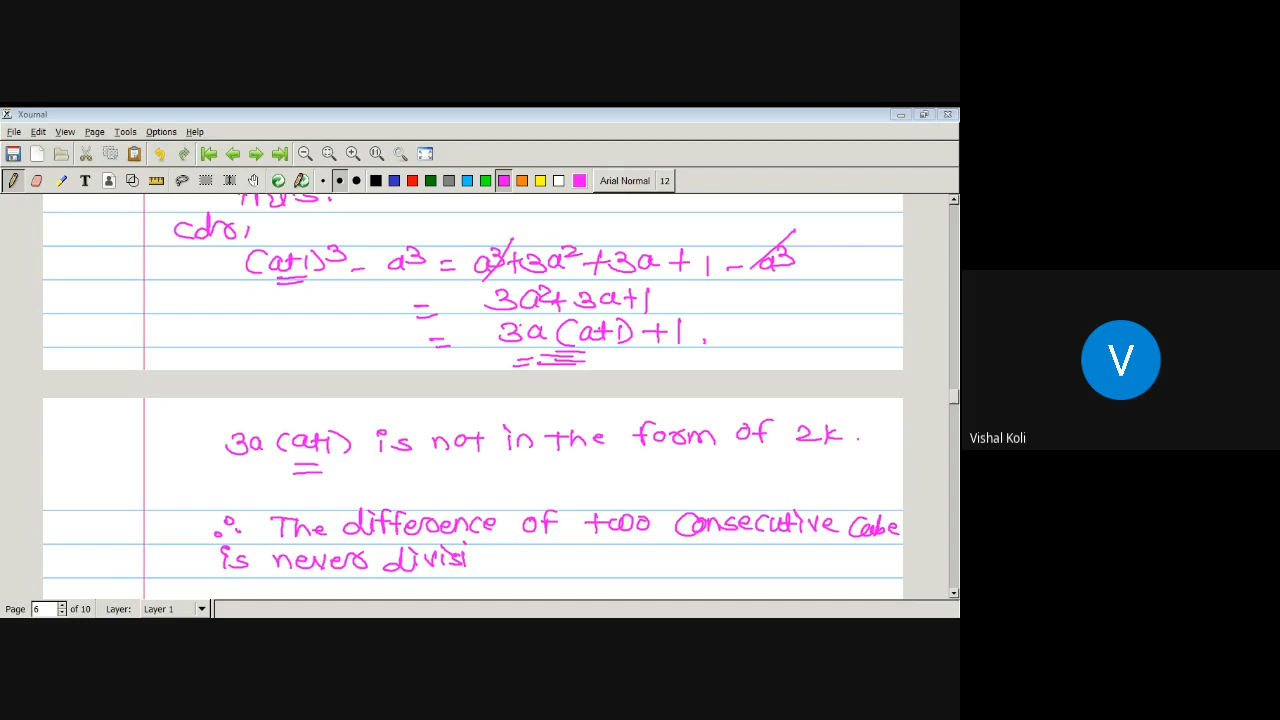 Xournal
File Edit View Page Tools Options Help
Arial Normal 12
cdr,
(a+1)³ - a³ = a³+3a²+3a+1 - a³
= 3a²+3a+1
= 3a(a+1)+1.
3a(a+1) is not in the form of 2k.
∴ The difference of two consecutive cube
is never divisi
Page 6 of 10 Layer: Layer 1
V
Vishal Koli